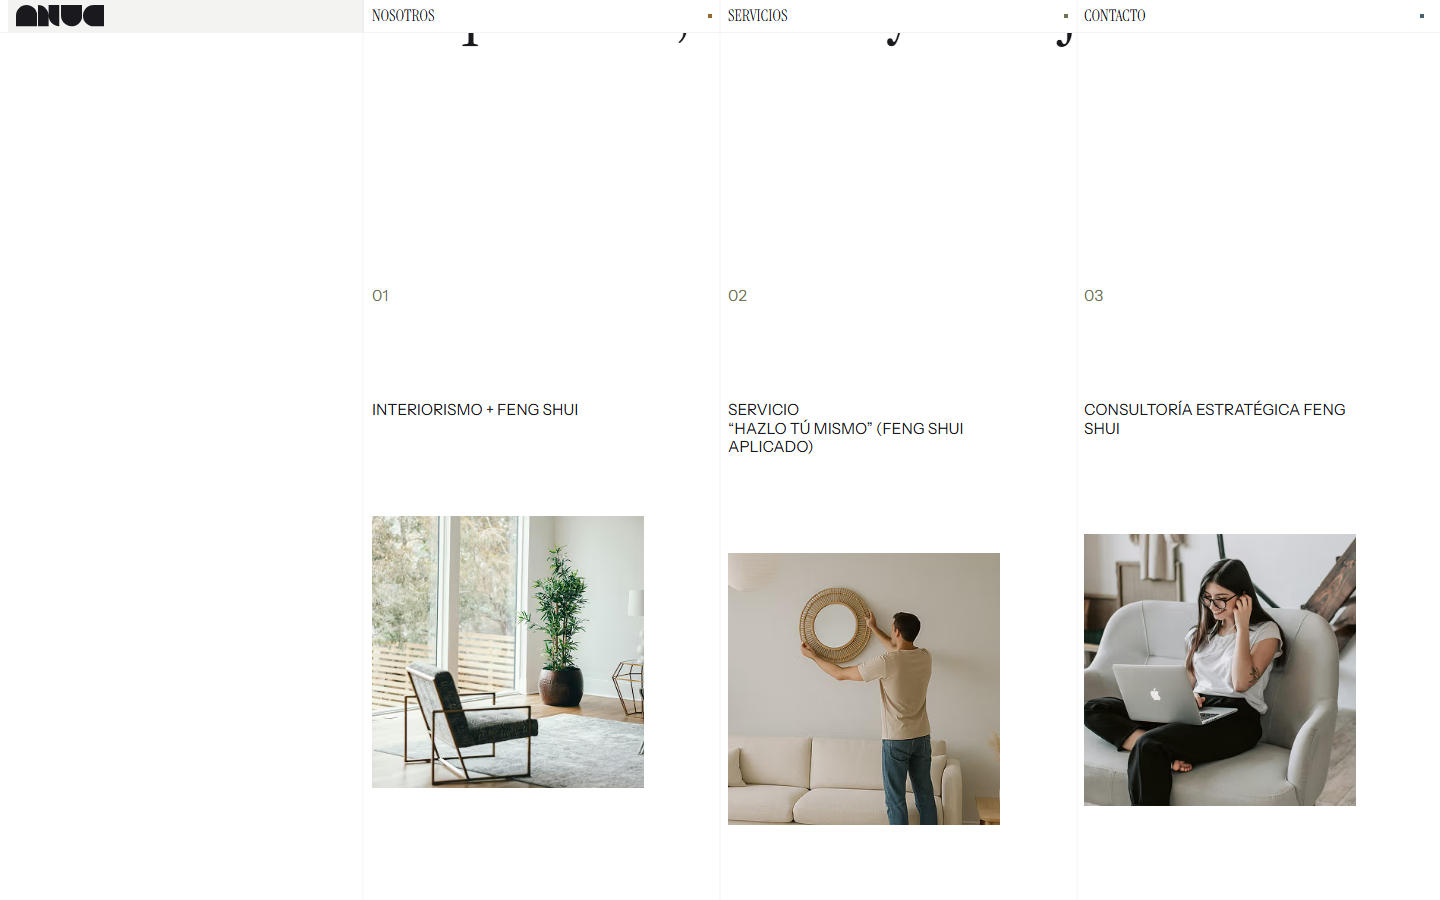 ANUC
NOSOTROS
SERVICIOS
CONTACTO
01
02
03
INTERIORISMO + FENG SHUI
SERVICIO
“HAZLO TÚ MISMO” (FENG SHUI
APLICADO)
CONSULTORÍA ESTRATÉGICA FENG
SHUI